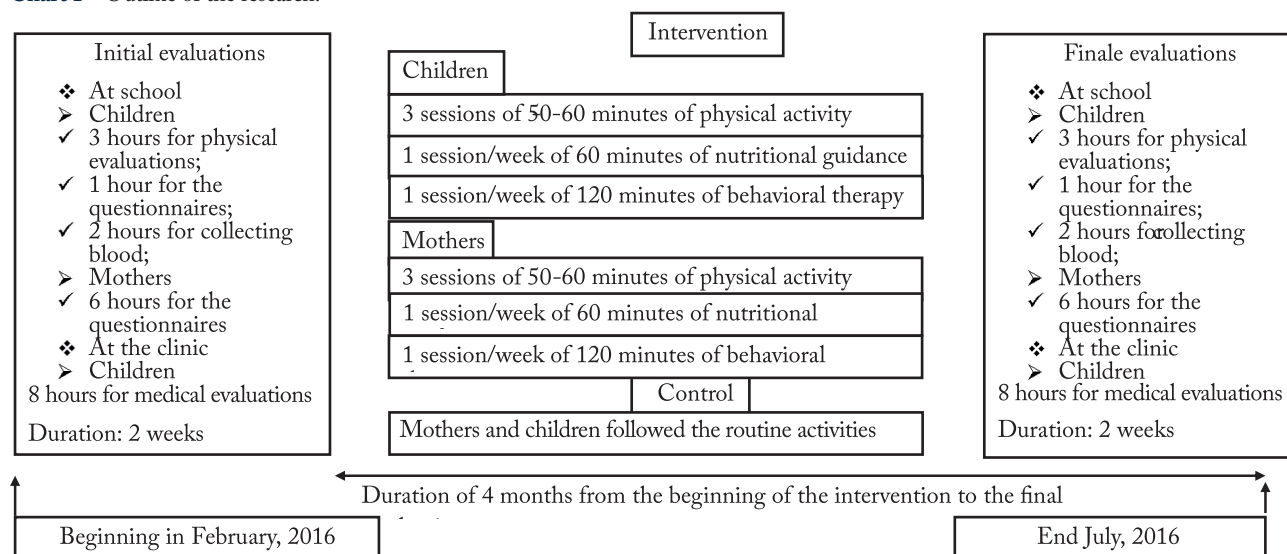 Initial evaluations
❖ At school
➢ Children
✓ 3 hours for physical
evaluations;
✓ 1 hour for the
questionnaires;
✓ 2 hours for collecting
blood;
➢ Mothers
✓ 6 hours for the
questionnaires
❖ At the clinic
➢ Children
8 hours for medical evaluations
Duration: 2 weeks
Intervention
Children
3 sessions of 50-60 minutes of physical activity
1 session/week of 60 minutes of nutritional guidance
1 session/week of 120 minutes of behavioral therapy
Mothers
3 sessions of 50-60 minutes of physical activity
1 session/week of 60 minutes of nutritional
1 session/week of 120 minutes of behavioral
Control
Mothers and children followed the routine activities
Finale evaluations
❖ At school
➢ Children
✓ 3 hours for physical
evaluations;
✓ 1 hour for the
questionnaires;
✓ 2 hours for collecting
blood;
➢ Mothers
✓ 6 hours for the
questionnaires
❖ At the clinic
➢ Children
8 hours for medical evaluations
Duration: 2 weeks
Duration of 4 months from the beginning of the intervention to the final
Beginning in February, 2016
End July, 2016